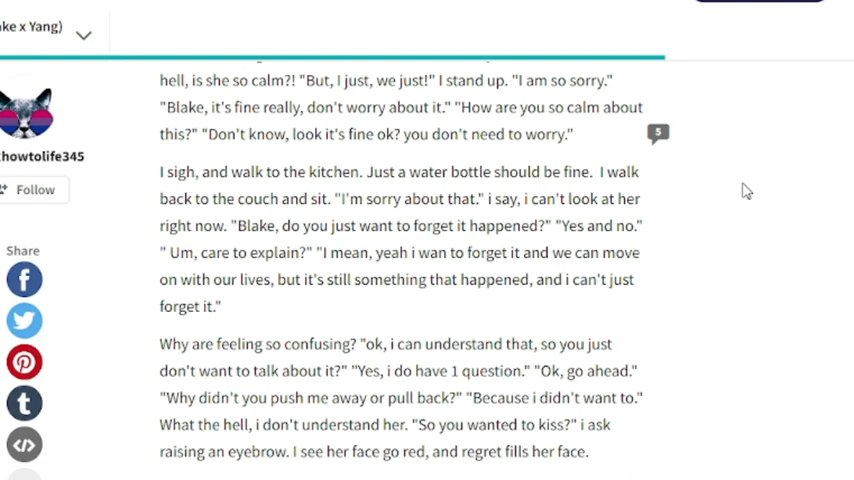 ke x Yang)
hell, is she so calm?! "But, I just, we just!" I stand up. "I am so sorry."
"Blake, it's fine really, don't worry about it." "How are you so calm about
this?" "Don't know, look it's fine ok? you don't need to worry."
5
howtolife345
Follow
I sigh, and walk to the kitchen. Just a water bottle should be fine. I walk
back to the couch and sit. "I'm sorry about that." i say, i can't look at her
right now. "Blake, do you just want to forget it happened?" "Yes and no."
" Um, care to explain?" "I mean, yeah i wan to forget it and we can move
on with our lives, but it's still something that happened, and i can't just
forget it."
Share
Why are feeling so confusing? "ok, i can understand that, so you just
don't want to talk about it?" "Yes, i do have 1 question." "Ok, go ahead."
"Why didn't you push me away or pull back?" "Because i didn't want to."
What the hell, i don't understand her. "So you wanted to kiss?" i ask
raising an eyebrow. I see her face go red, and regret fills her face.